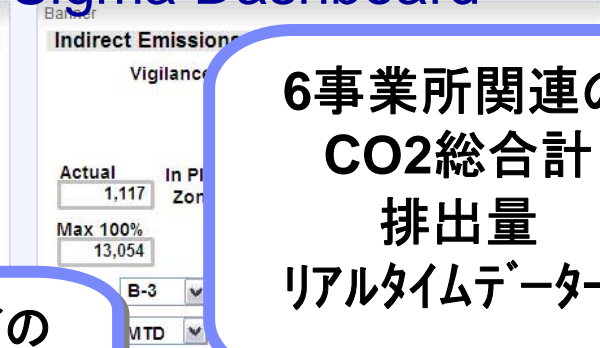 Sigma Dashboard
Banner
Indirect Emissions
Vigilance
Actual
In Pl
1,117
Zon
Max 100%
13,054
B-3
MTD
6事業所関連の
CO2総合計
排出量
リアルタイムデーター
の